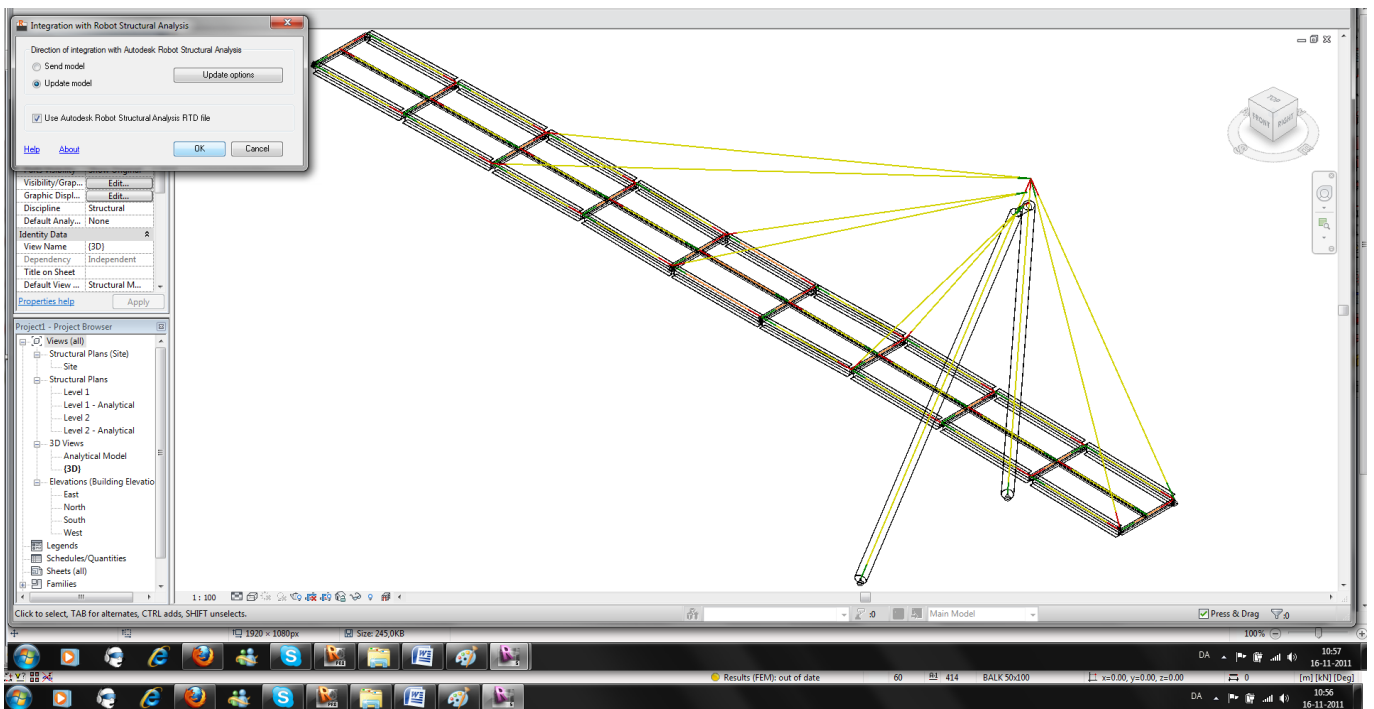 Integration with Robot Structural Analysis
Direction of integration with Autodesk Robot Structural Analysis
Send model
Update model
Update options
Use Autodesk Robot Structural Analysis RTD file
Help About OK Cancel
Visibility/Grap... Edit...
Graphic Displ... Edit...
Discipline Structural
Default Analy... None
Identity Data
View Name {3D}
Dependency Independent
Title on Sheet
Default View ... Structural M...
Properties help Apply
Project1 - Project Browser
Views (all)
Structural Plans (Site)
Site
Structural Plans
Level 1
Level 1 - Analytical
Level 2
Level 2 - Analytical
3D Views
Analytical Model
{3D}
Elevations (Building Elevatio
East
North
South
West
Legends
Schedules/Quantities
Sheets (all)
Families
TOP
FRONT
RIGHT
1 : 100
Click to select, TAB for alternates, CTRL adds, SHIFT unselects.
:0
Main Model
Press & Drag
:0
1920 × 1080px
Size: 245,0KB
100%
DA
10:57
16-11-2011
Results (FEM): out of date
60
414
BALK 50x100
x=0.00, y=0.00, z=0.00
0
[m] [kN] [Deg]
DA
10:56
16-11-2011